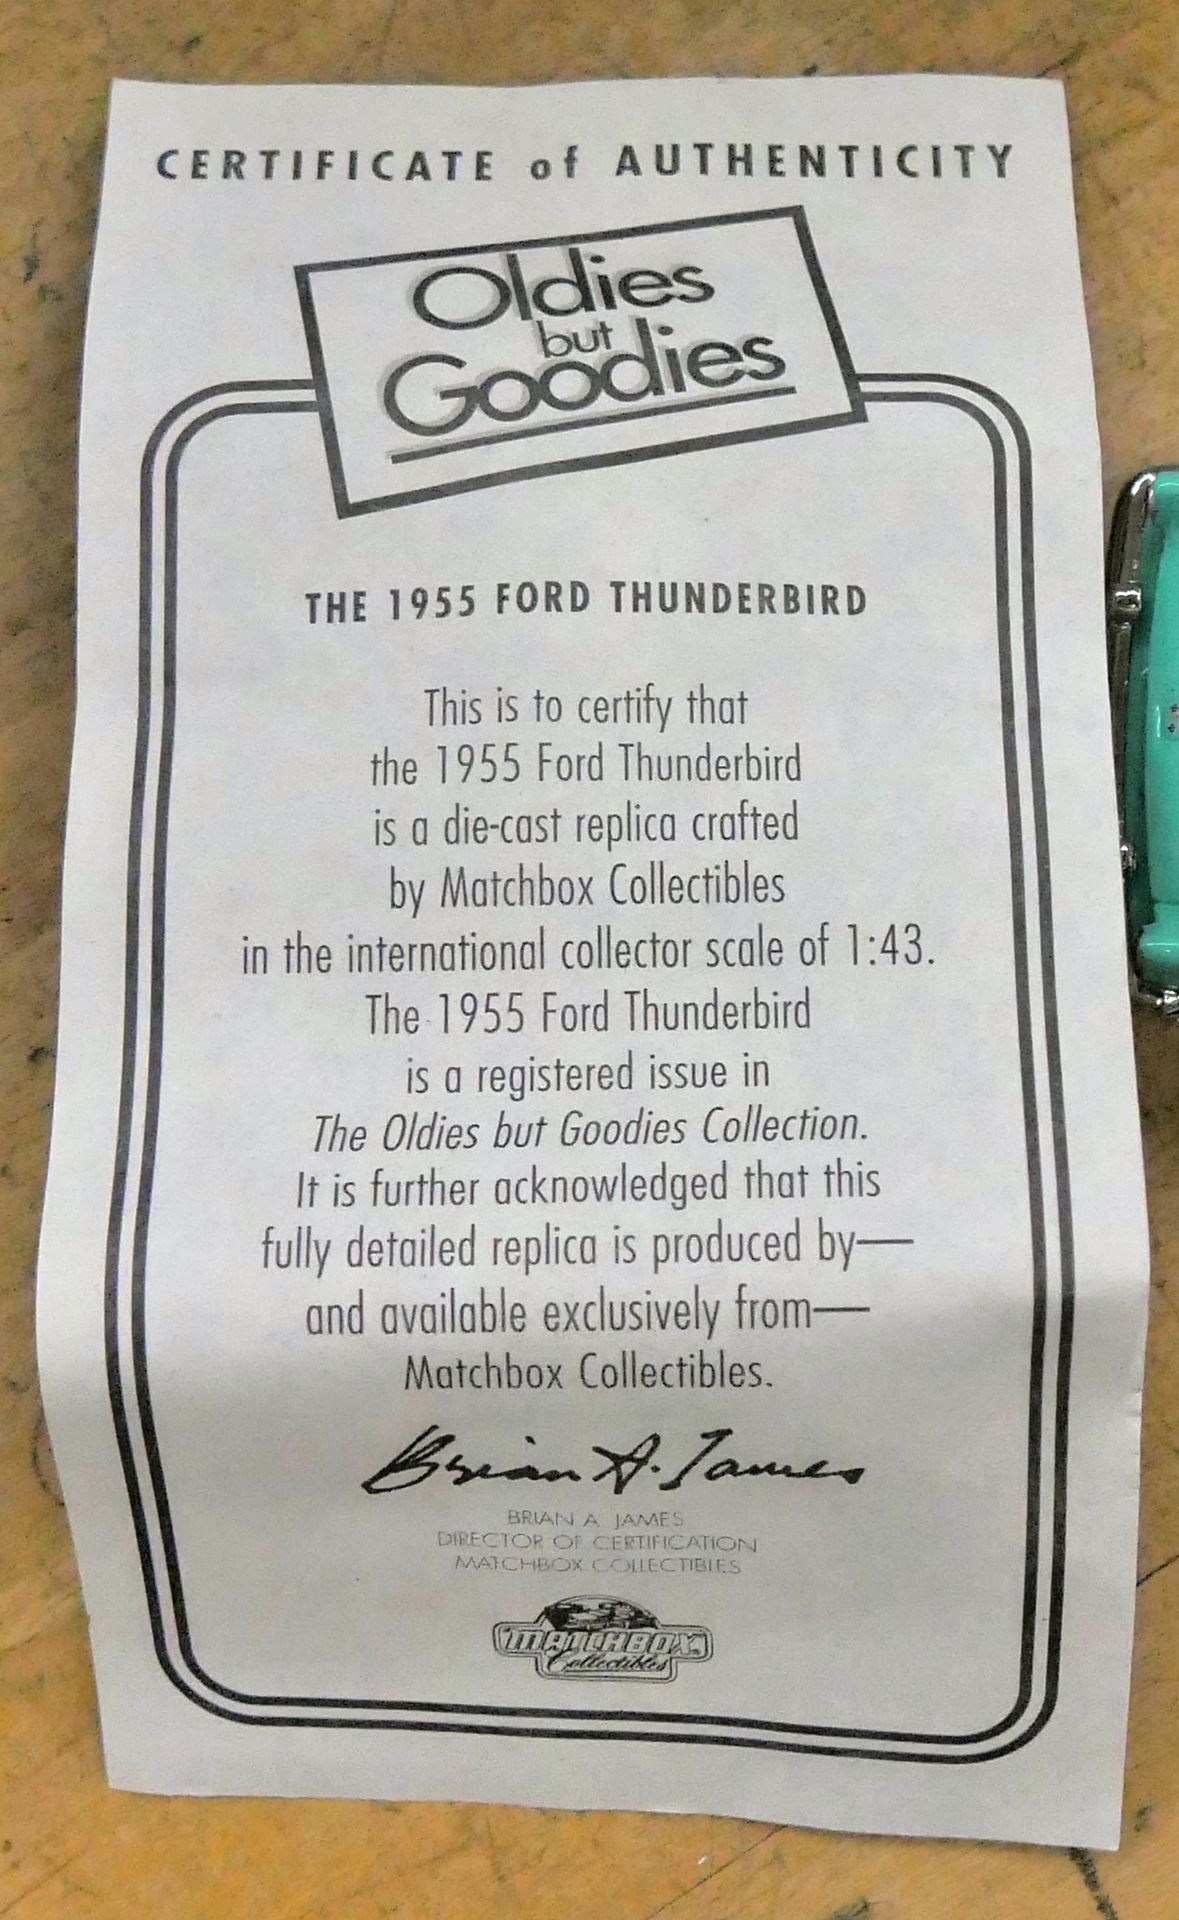 CERTIFICATE of AUTHENTICITY
Oldies
but
Goodies
THE 1955 FORD THUNDERBIRD
This is to certify that
the 1955 Ford Thunderbird
is a die-cast replica crafted
by Matchbox Collectibles
in the international collector scale of 1:43.
The 1955 Ford Thunderbird
is a registered issue in
The Oldies but Goodies Collection.
It is further acknowledged that this
fully detailed replica is produced by—
and available exclusively from—
Matchbox Collectibles.
Brian A. James
BRIAN A. JAMES
DIRECTOR OF CERTIFICATION
MATCHBOX COLLECTIBLES
MATCHBOX
Collectibles